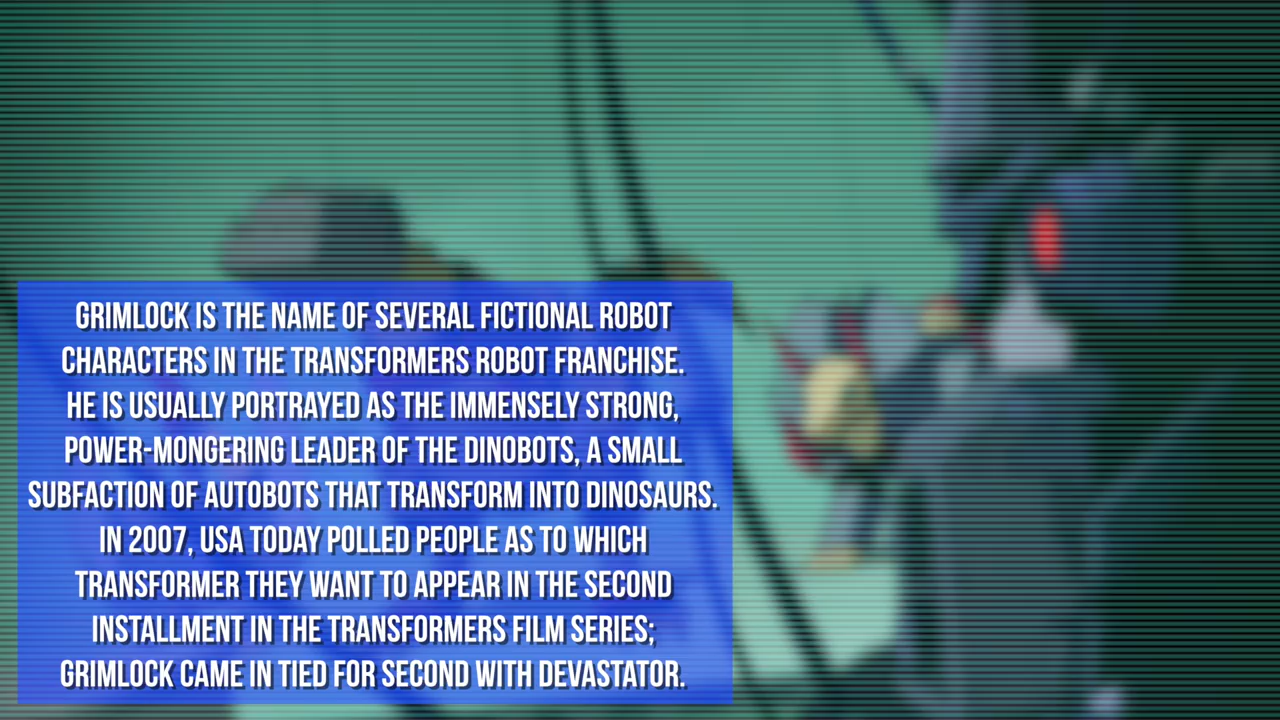 GRIMLOCK IS THE NAME OF SEVERAL FICTIONAL ROBOT
CHARACTERS IN THE TRANSFORMERS ROBOT FRANCHISE.
HE IS USUALLY PORTRAYED AS THE IMMENSELY STRONG,
POWER-MONGERING LEADER OF THE DINOBOTS, A SMALL
SUBFACTION OF AUTOBOTS THAT TRANSFORM INTO DINOSAURS.
IN 2007, USA TODAY POLLED PEOPLE AS TO WHICH
TRANSFORMER THEY WANT TO APPEAR IN THE SECOND
INSTALLMENT IN THE TRANSFORMERS FILM SERIES;
GRIMLOCK CAME IN TIED FOR SECOND WITH DEVASTATOR.